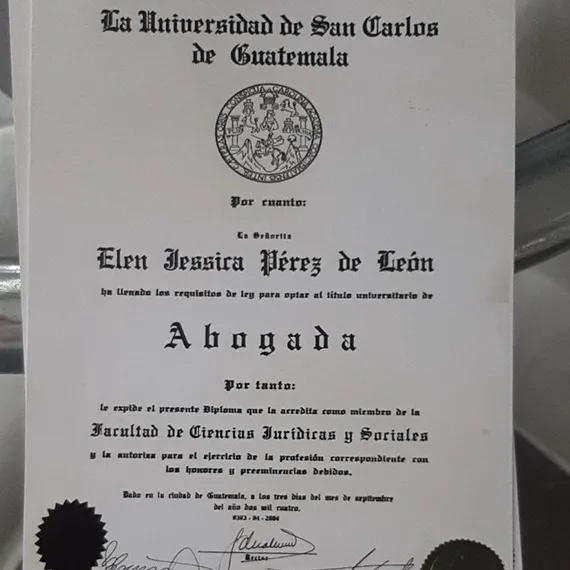 La Universidad de San Carlos
de Guatemala
Por cuanto:
La Señorita
Elen Jessica Pérez de León
ha llenado los requisitos de ley para optar al título universitario de
Abogada
Por tanto:
le expide el presente Diploma que la acredita como miembro de la
Facultad de Ciencias Jurídicas y Sociales
y la autoriza para el ejercicio de la profesión correspondiente con
los honores y preeminencias debidos.
Dado en la ciudad de Guatemala, a los tres días del mes de septiembre
del año dos mil cuatro.
0303-04-2004
Rector